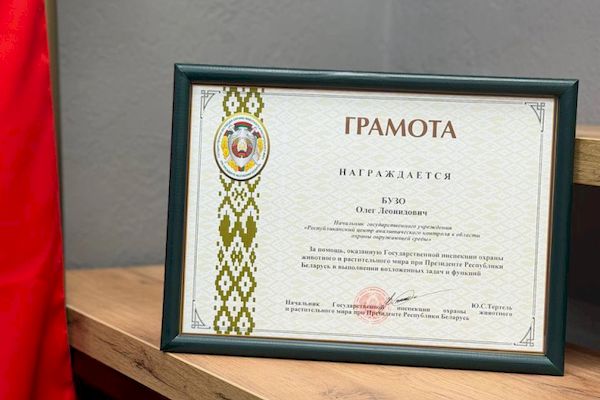 ГРАМОТА
НАГРАЖДАЕТСЯ
БУЗО
Олег Леонидович
Начальник государственного учреждения
«Республиканский центр аналитического контроля в области
охраны окружающей среды»
За помощь, оказанную Государственной инспекции охраны
животного и растительного мира при Президенте Республики
Беларусь в выполнении возложенных задач и функций
Начальник Государственной инспекции охраны животного
и растительного мира при Президенте Республики Беларусь
Ю.С.Тертель